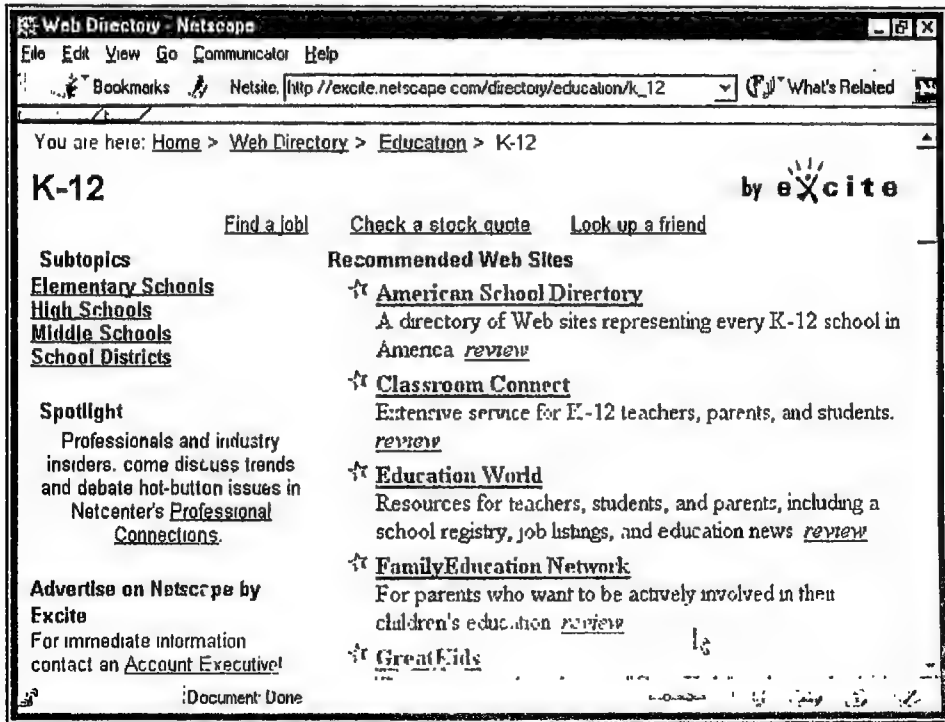 Web Directory - Netscape
File Edit View Go Communicator Help
Bookmarks Netsite: http://excite.netscape.com/directory/education/k_12 What's Related
You are here: Home > Web Directory > Education > K-12
K-12
by excite
Find a job! Check a stock quote Look up a friend
Subtopics
Elementary Schools
High Schools
Middle Schools
School Districts
Spotlight
Professionals and industry
insiders, come discuss trends
and debate hot-button issues in
Netcenter's Professional
Connections.
Advertise on Netscape by
Excite
For immediate information
contact an Account Executive!
Recommended Web Sites
American School Directory
A directory of Web sites representing every K-12 school in
America review
Classroom Connect
Extensive service for K-12 teachers, parents, and students.
review
Education World
Resources for teachers, students, and parents, including a
school registry, job listings, and education news review
FamilyEducation Network
For parents who want to be actively involved in their
children's education review
GreatKids
Document: Done